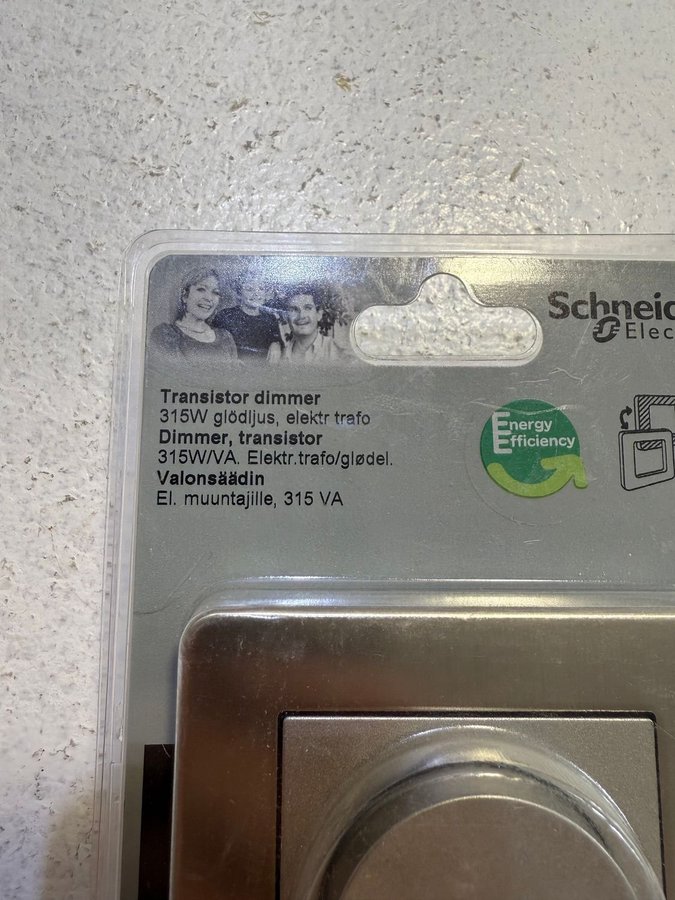 Schneid
Elec
Transistor dimmer
315W glödljus, elektr trafo
Dimmer, transistor
315W/VA. Elektr.trafo/glødel.
Valonsäädin
El. muuntajille, 315 VA
Energy
Efficiency